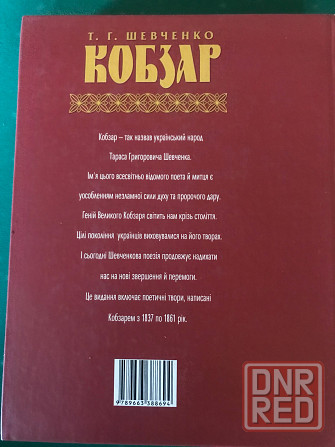 Т. Г. ШЕВЧЕНКО
КОБЗАР
Кобзар – так назвав український народ
Тараса Григоровича Шевченка.
Ім'я цього всесвітньо відомого поета й митця є
уособленням незламної сили духу та пророчого дару.
Геній Великого Кобзаря світить нам крізь століття.
Цілі покоління українців виховувалися на його творах.
І сьогодні Шевченкова поезія продовжує надихати
нас на нові звершення й перемоги.
Це видання включає поетичні твори, написані
Кобзарем з 1837 по 1861 рік.
9789663388694
DNR
RED